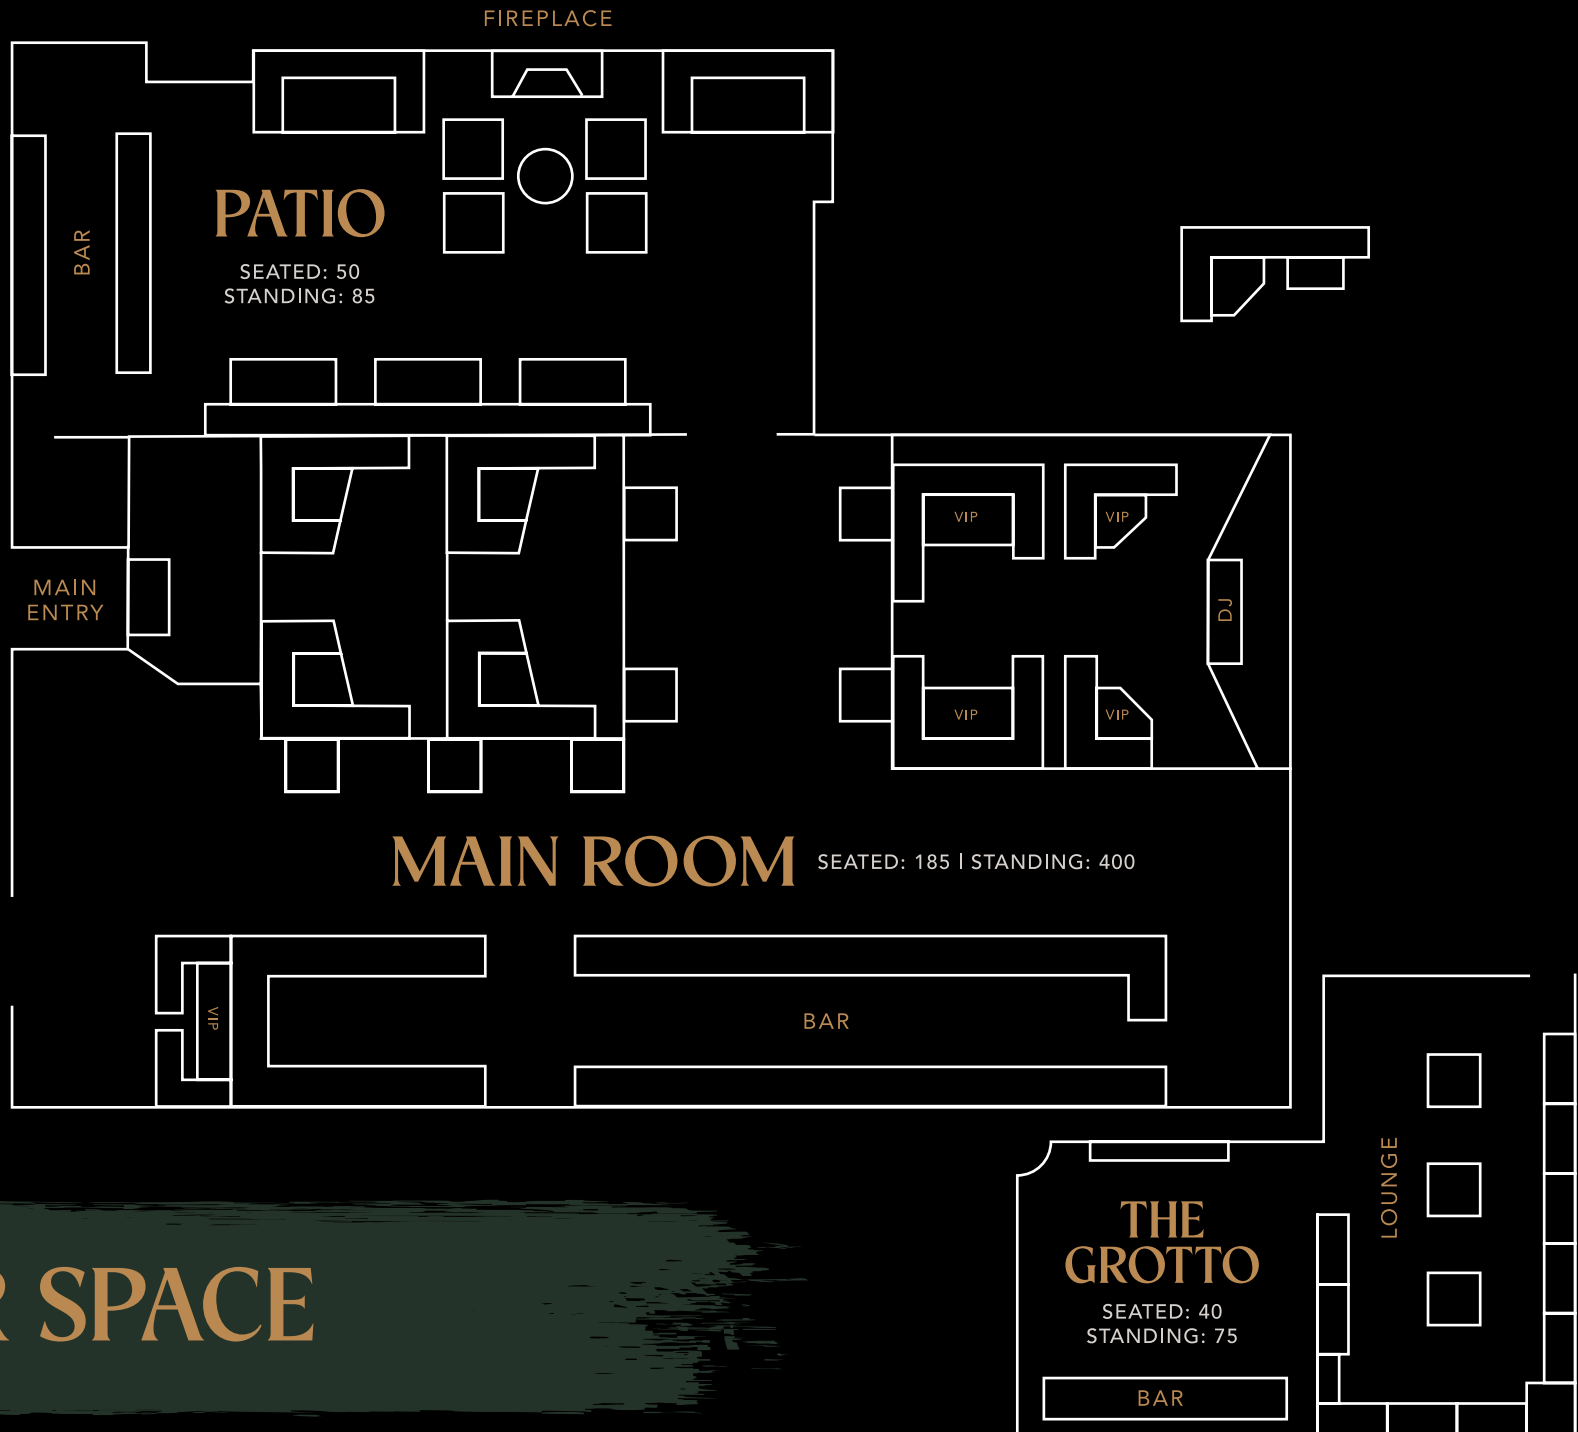 FIREPLACE
BAR
PATIO
SEATED: 50
STANDING: 85
MAIN
ENTRY
VIP
VIP
DJ
VIP
VIP
MAIN ROOM
SEATED: 185 | STANDING: 400
VIP
BAR
LOUNGE
THE
GROTTO
SEATED: 40
STANDING: 75
BAR
SPACE